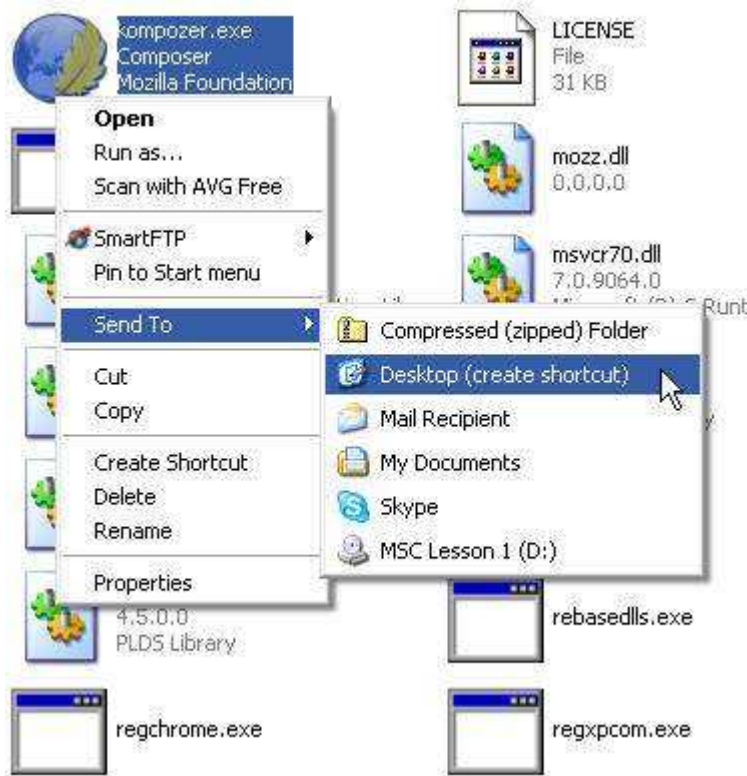 kompozer.exe
Composer
Mozilla Foundation
LICENSE
File
31 KB
mozz.dll
0.0.0.0
msvcr70.dll
7.0.9064.0
Open
Run as...
Scan with AVG Free
SmartFTP
Pin to Start menu
Send To
Cut
Copy
Create Shortcut
Delete
Rename
Properties
Compressed (zipped) Folder
Desktop (create shortcut)
Mail Recipient
My Documents
Skype
MSC Lesson 1 (D:)
4.5.0.0
PLDS Library
rebasedlls.exe
regchrome.exe
regxpcom.exe